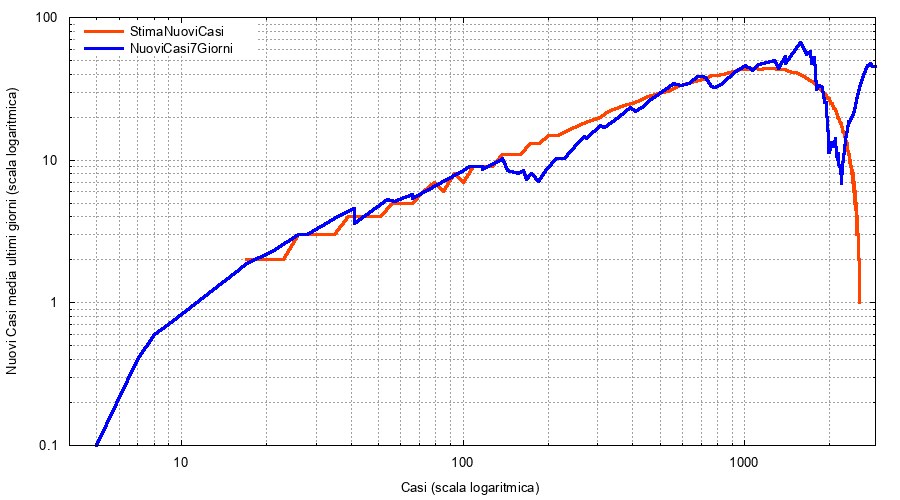 100
StimaNuoviCasi
NuoviCasi7Giorni
10
1
0.1
Nuovi Casi media ultimi giorni (scala logaritmica)
10 100 1000
Casi (scala logaritmica)